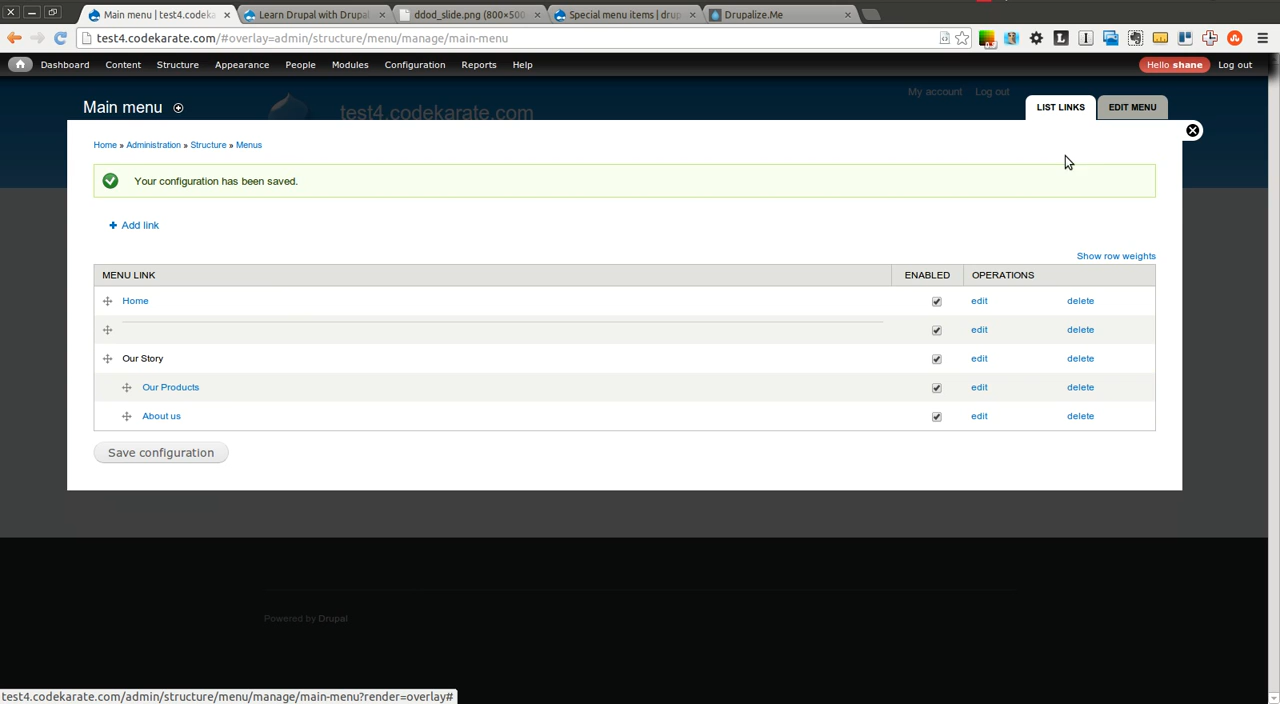 Main menu | test4.codeka
Learn Drupal with Drupal
ddod_slide.png (800×500
Special menu items | drup
Drupalize.Me
test4.codekarate.com/#overlay=admin/structure/menu/manage/main-menu
Dashboard Content Structure Appearance People Modules Configuration Reports Help Hello shane Log out
My account Log out
Main menu
test4.codekarate.com
LIST LINKS EDIT MENU
Home » Administration » Structure » Menus
Your configuration has been saved.
Add link
Show row weights
MENU LINK ENABLED OPERATIONS
Home edit delete
edit delete
Our Story edit delete
Our Products edit delete
About us edit delete
Save configuration
Powered by Drupal
test4.codekarate.com/admin/structure/menu/manage/main-menu?render=overlay#